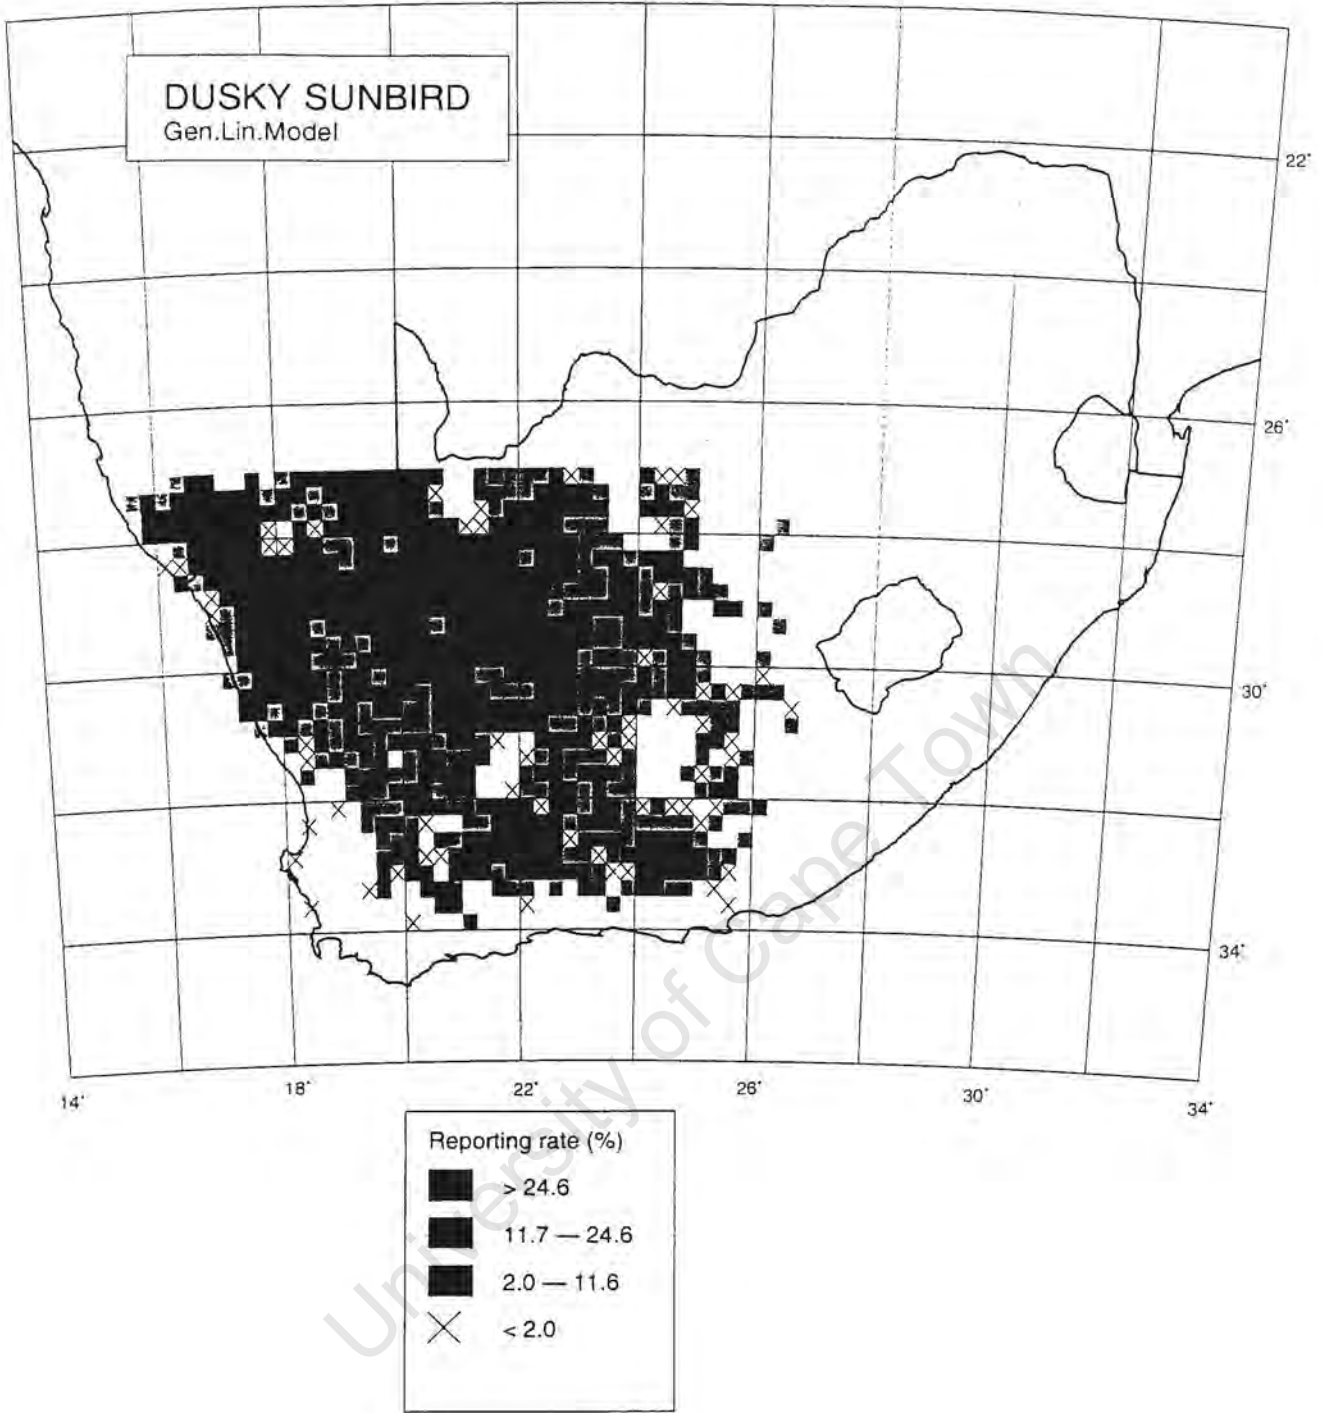 DUSKY SUNBIRD
Gen.Lin.Model
22°
26°
30°
34°
14°
18°
22°
26°
30°
34°
Reporting rate (%)
> 24.6
11.7 — 24.6
2.0 — 11.6
< 2.0
University of Cape Town